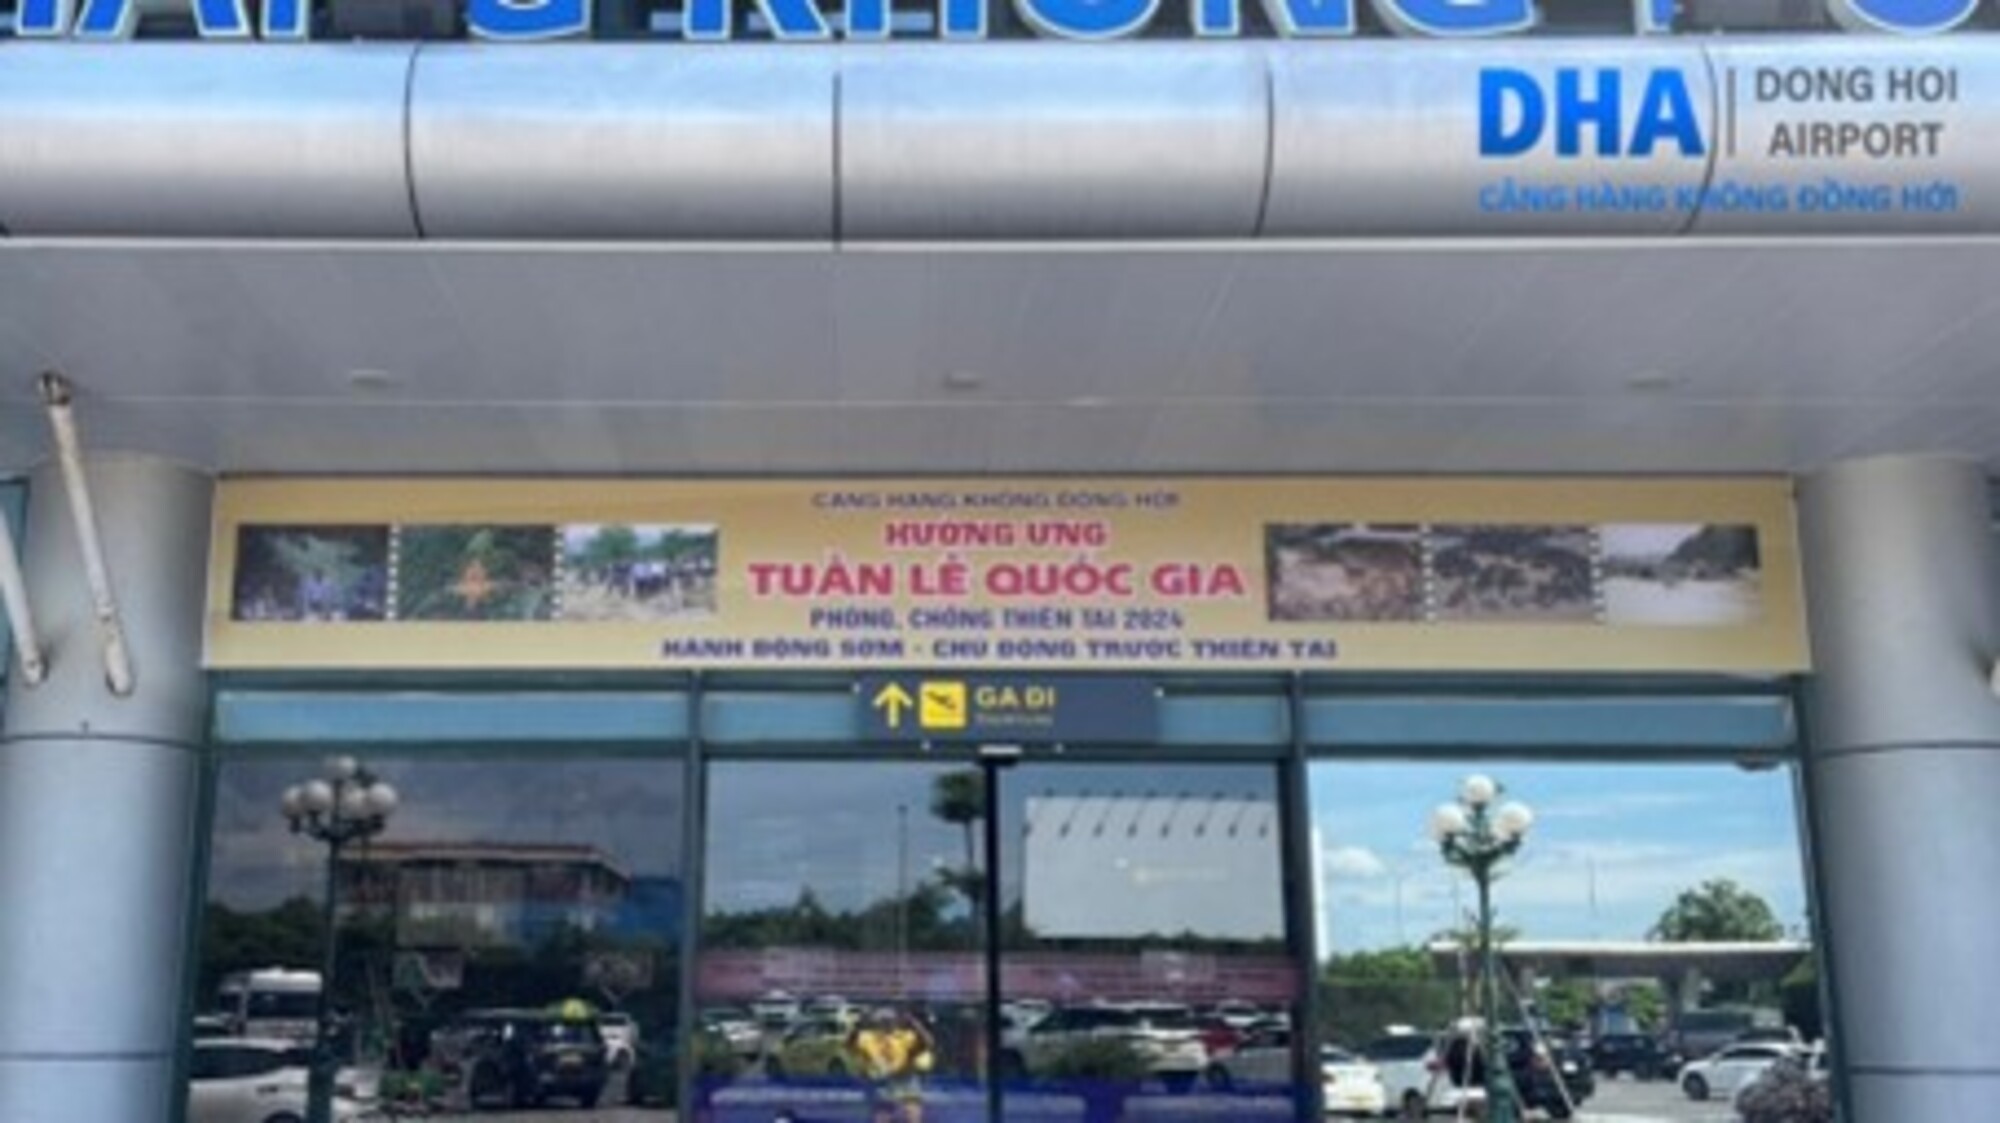 DHA
DONG HOI
AIRPORT
CẢNG HÀNG KHÔNG ĐỒNG HỚI
CẢNG HÀNG KHÔNG ĐỒNG HỚI
HƯỞNG ỨNG
TUẦN LỄ QUỐC GIA
PHÒNG, CHỐNG THIÊN TAI 2024
HÀNH ĐỘNG SỚM - CHỦ ĐỘNG TRƯỚC THIÊN TAI
GA ĐI